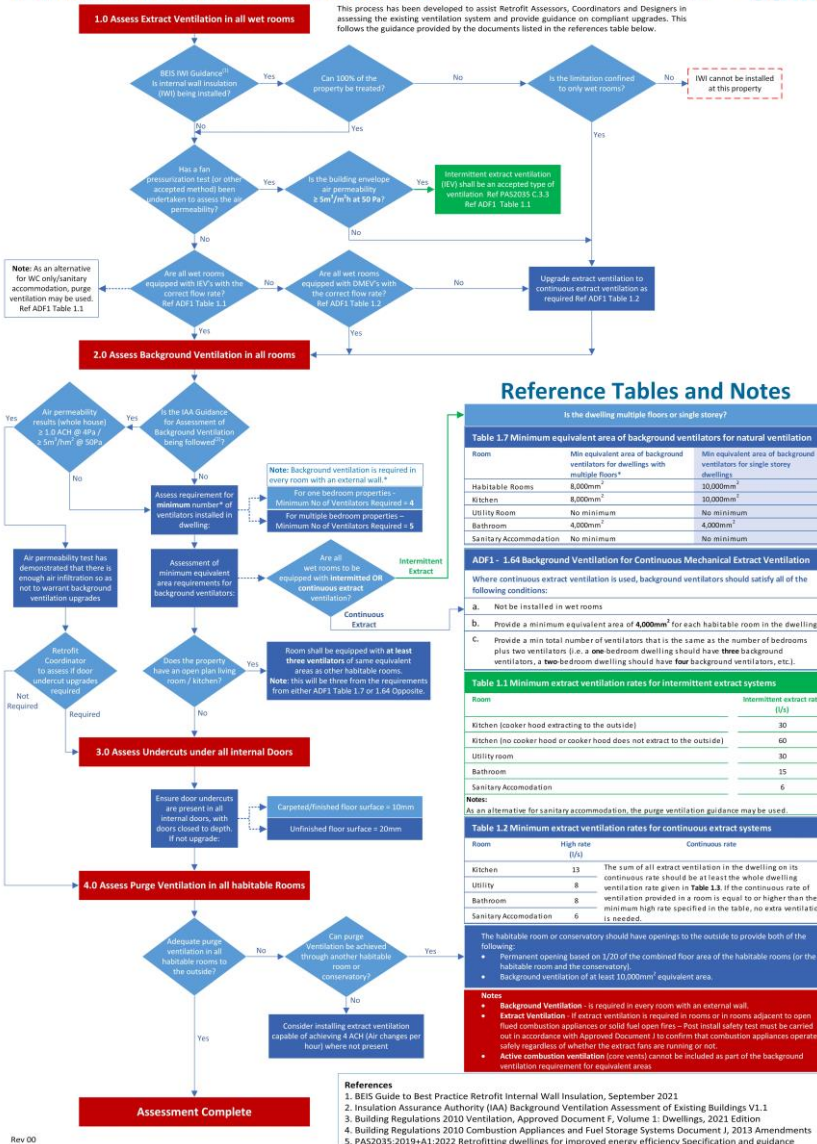 1.0 Assess Extract Ventilation in all wet rooms
This process has been developed to assist Retrofit Assessors, Coordinators and Designers in
assessing the existing ventilation system and provide guidance on compliant upgrades. This
follows the guidance provided by the documents listed in the references table below.
BEIS IWI Guidance(1)
Is internal wall insulation
(IWI) being installed?
Yes
Can 100% of the
property be treated?
No
Is the limitation confined
to only wet rooms?
No
IWI cannot be installed
at this property
No
Yes
Yes
Has a fan
pressurization test (or other
accepted method) been
undertaken to assess the air
permeability?
Yes
Is the building envelope
air permeability
≥ 5m³/m²h at 50 Pa?
Yes
Intermittent extract ventilation
(IEV) shall be an accepted type of
ventilation Ref PAS2035 C.3.3
Ref ADF1 Table 1.1
No
No
Note: As an alternative
for WC only/sanitary
accommodation, purge
ventilation may be used.
Ref ADF1 Table 1.1
Are all wet rooms
equipped with IEV's with the
correct flow rate?
Ref ADF1 Table 1.1
No
Are all wet rooms
equipped with DMEV's with
the correct flow rate?
Ref ADF1 Table 1.2
No
Upgrade extract ventilation to
continuous extract ventilation as
required Ref ADF1 Table 1.2
Yes
Yes
2.0 Assess Background Ventilation in all rooms
Reference Tables and Notes
Yes
Air permeability
results (whole house)
≥ 1.0 ACH @ 4Pa /
≥ 5m³/hm² @ 50Pa
Yes
Is the IAA Guidance
for Assessment of
Background Ventilation
being followed(2)?
No
No
Note: Background ventilation is required in
every room with an external wall.*
Assess requirement for
minimum number* of
ventilators installed in
dwelling:
For one bedroom properties -
Minimum No of Ventilators Required = 4
For multiple bedroom properties –
Minimum No of Ventilators Required = 5
Air permeability test has
demonstrated that there is
enough air infiltration so as
not to warrant background
ventilation upgrades
Assessment of
minimum equivalent
area requirements for
background ventilators:
Are all
wet rooms to be
equipped with intermitted OR
continuous extract
ventilation?
Intermittent
Extract
Continuous
Extract
Retrofit
Coordinator
to assess if door
undercut upgrades
required
Not
Required
Required
Does the property
have an open plan living
room / kitchen?
Yes
Room shall be equipped with at least
three ventilators of same equivalent
areas as other habitable rooms.
Note: this will be three from the requirements
from either ADF1 Table 1.7 or 1.64 Opposite.
No
3.0 Assess Undercuts under all internal Doors
Ensure door undercuts
are present in all
internal doors, with
doors closed to depth.
If not upgrade:
Carpeted/finished floor surface = 10mm
Unfinished floor surface = 20mm
4.0 Assess Purge Ventilation in all habitable Rooms
Adequate purge
ventilation in all
habitable rooms to
the outside?
No
Can purge
Ventilation be achieved
through another habitable
room or
conservatory?
Yes
No
Consider installing extract ventilation
capable of achieving 4 ACH (Air changes per
hour) where not present
Yes
Assessment Complete
Rev 00
Is the dwelling multiple floors or single storey?
Table 1.7 Minimum equivalent area of background ventilators for natural ventilation
Room Min equivalent area of background ventilators for dwellings with multiple floors* Min equivalent area of background ventilators for single storey dwellings
Habitable Rooms 8,000mm² 10,000mm²
Kitchen 8,000mm² 10,000mm²
Utility Room No minimum No minimum
Bathroom 4,000mm² 4,000mm²
Sanitary Accommodation No minimum No minimum
ADF1 - 1.64 Background Ventilation for Continuous Mechanical Extract Ventilation
Where continuous extract ventilation is used, background ventilators should satisfy all of the
following conditions:
a. Not be installed in wet rooms
b. Provide a minimum equivalent area of 4,000mm² for each habitable room in the dwelling
c. Provide a min total number of ventilators that is the same as the number of bedrooms
plus two ventilators (i.e. a one-bedroom dwelling should have three background
ventilators, a two-bedroom dwelling should have four background ventilators, etc.).
Table 1.1 Minimum extract ventilation rates for intermittent extract systems
Room Intermittent extract rate (l/s)
Kitchen (cooker hood extracting to the outside) 30
Kitchen (no cooker hood or cooker hood does not extract to the outside) 60
Utility room 30
Bathroom 15
Sanitary Accomodation 6
Notes:
As an alternative for sanitary accommodation, the purge ventilation guidance may be used.
Table 1.2 Minimum extract ventilation rates for continuous extract systems
Room High rate (l/s) Continuous rate
Kitchen 13
Utility 8
Bathroom 8
Sanitary Accomodation 6
The sum of all extract ventilation in the dwelling on its
continuous rate should be at least the whole dwelling
ventilation rate given in Table 1.3. If the continuous rate of
ventilation provided in a room is equal to or higher than the
minimum high rate specified in the table, no extra ventilation
is needed.
The habitable room or conservatory should have openings to the outside to provide both of the
following:
• Permanent opening based on 1/20 of the combined floor area of the habitable rooms (or the
habitable room and the conservatory).
• Background ventilation of at least 10,000mm² equivalent area.
Notes
• Background Ventilation - is required in every room with an external wall.
• Extract Ventilation - If extract ventilation is required in rooms or in rooms adjacent to open
flued combustion appliances or solid fuel open fires – Post install safety test must be carried
out in accordance with Approved Document J to confirm that combustion appliances operate
safely regardless of whether the extract fans are running or not.
• Active combustion ventilation (core vents) cannot be included as part of the background
ventilation requirement for equivalent areas
References
1. BEIS Guide to Best Practice Retrofit Internal Wall Insulation, September 2021
2. Insulation Assurance Authority (IAA) Background Ventilation Assessment of Existing Buildings V1.1
3. Building Regulations 2010 Ventilation, Approved Document F, Volume 1: Dwellings, 2021 Edition
4. Building Regulations 2010 Combustion Appliances and Fuel Storage Systems Document J, 2013 Amendments
5. PAS2035:2019+A1:2022 Retrofitting dwellings for improved energy efficiency Specification and guidance